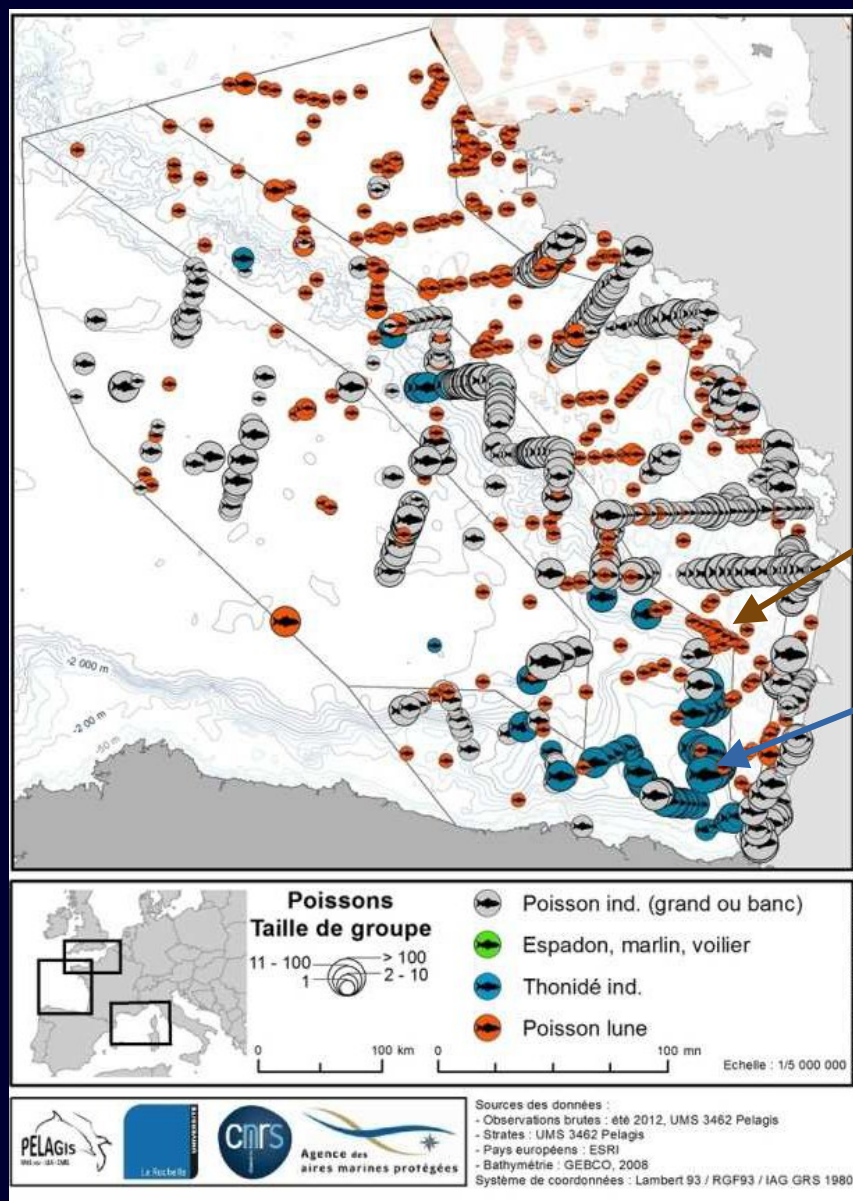 -2 000 m
-2 00 m
-50 m
Poissons
Taille de groupe
11 - 100
> 100
1
2 - 10
Poisson ind. (grand ou banc)
Espadon, marlin, voilier
Thonidé ind.
Poisson lune
0
100 km
0
100 mn
Echelle : 1/5 000 000
PELAGIS
La Rochelle
UNIVERSITÉ
cnrs
Agence des
aires marines protégées
Sources des données :
- Observations brutes : été 2012, UMS 3462 Pelagis
- Strates : UMS 3462 Pelagis
- Pays européens : ESRI
- Bathymétrie : GEBCO, 2008
Système de coordonnées : Lambert 93 / RGF93 / IAG GRS 1980